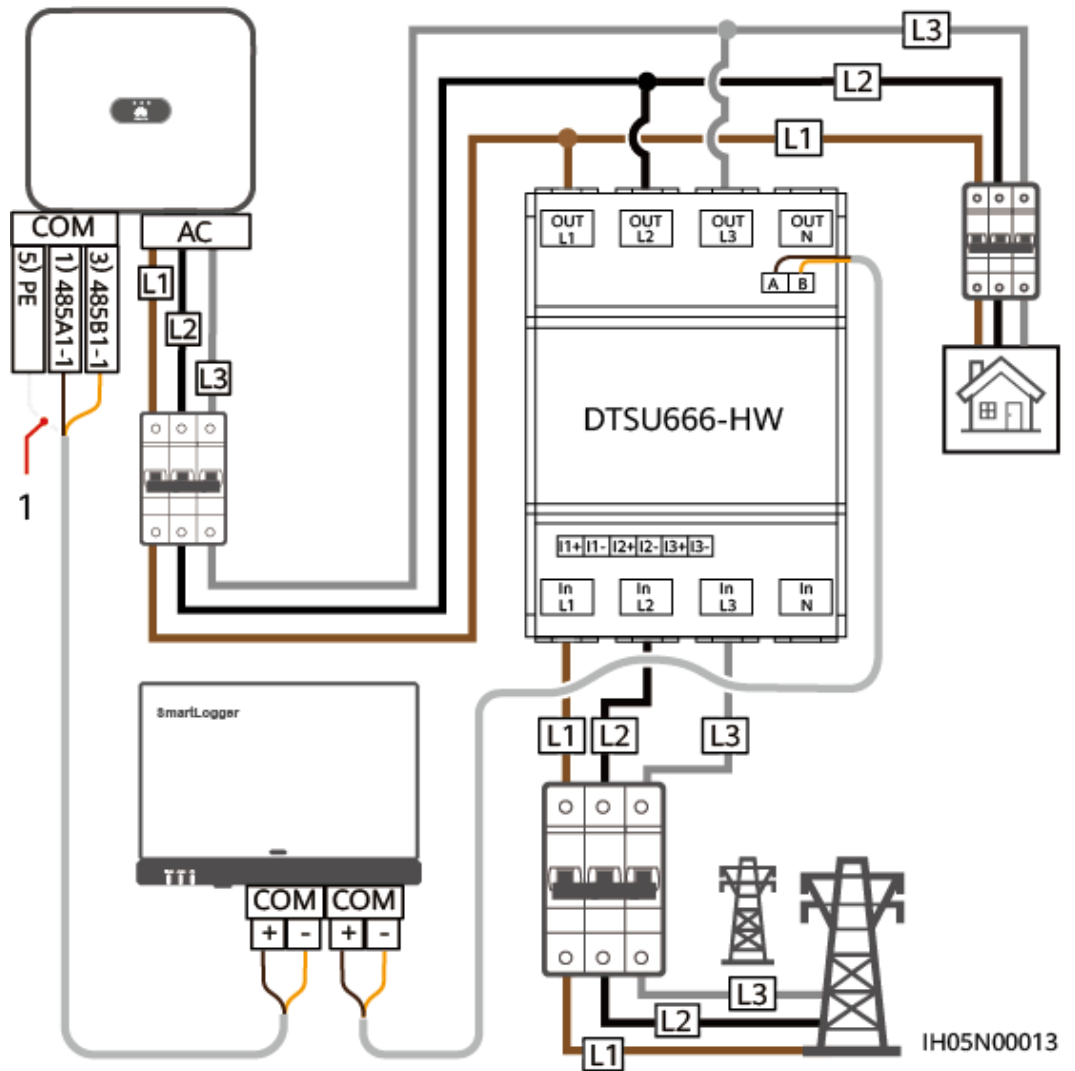 L3
L2
L1
COM
AC
5) PE
1) 485A1-1
3) 485B1-1
L1
L2
L3
1
OUT L1
OUT L2
OUT L3
OUT N
A B
DTSU666-HW
I1+ I1- I2+ I2- I3+ I3-
In L1
In L2
In L3
In N
SmartLogger
COM COM
+ - + -
L1 L2 L3
L3
L2
L1
IH05N00013